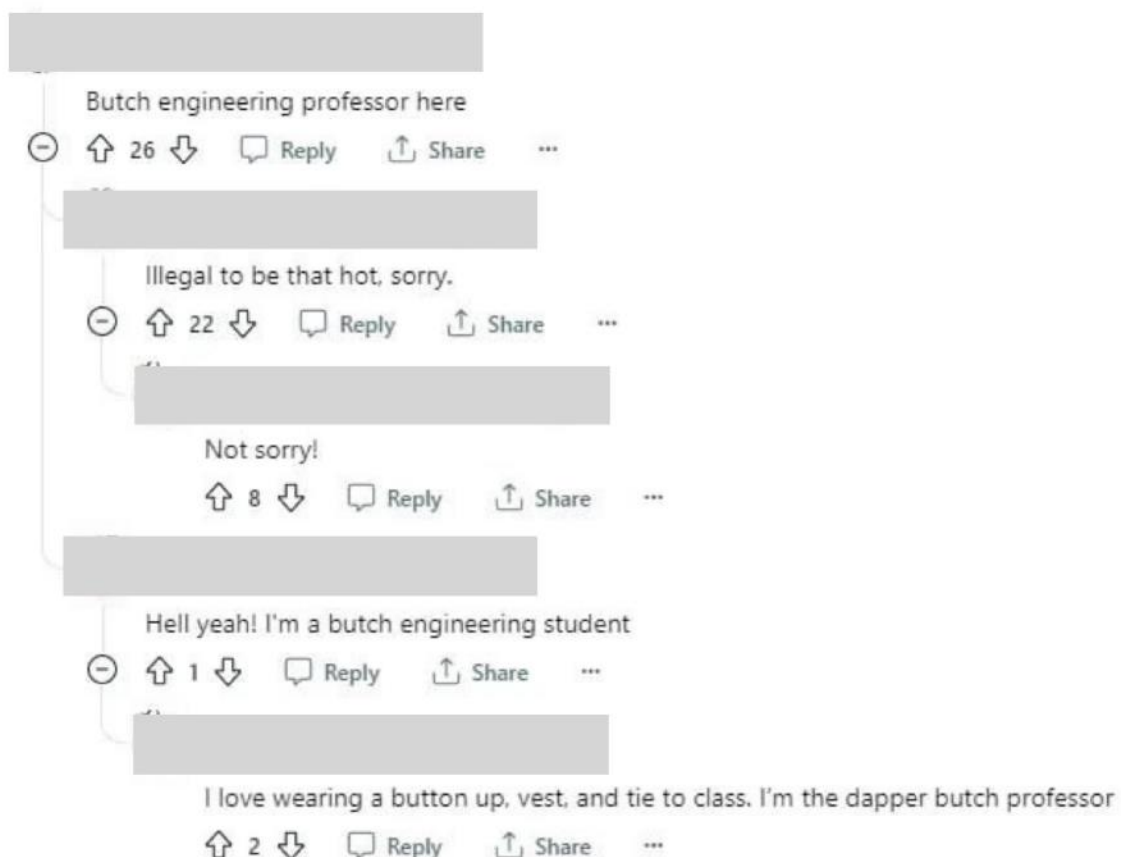 Butch engineering professor here
26 Reply Share ...
Illegal to be that hot, sorry.
22 Reply Share ...
Not sorry!
8 Reply Share ...
Hell yeah! I'm a butch engineering student
1 Reply Share ...
I love wearing a button up, vest, and tie to class. I'm the dapper butch professor
2 Reply Share ...